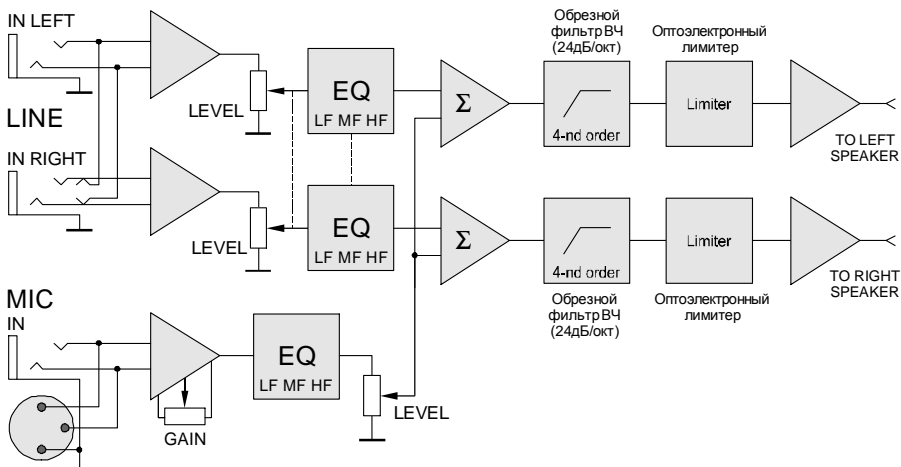 IN LEFT
LINE
IN RIGHT
LEVEL
EQ
LF MF HF
Σ
Обрезной
фильтр ВЧ
(24дБ/окт)
4-nd order
Оптоэлектронный
лимитер
Limiter
TO LEFT
SPEAKER
LEVEL
EQ
LF MF HF
Σ
4-nd order
Обрезной
фильтр ВЧ
(24дБ/окт)
Limiter
Оптоэлектронный
лимитер
TO RIGHT
SPEAKER
MIC
IN
GAIN
EQ
LF MF HF
LEVEL